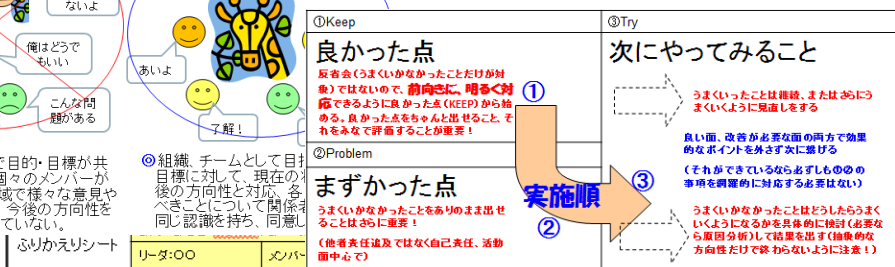 ないよ
俺はどうで
もいい
こんな問
題がある
あいよ
了解！
で目的・目標が共
個々のメンバーが
域で様々な意見や
今後の方向性を
ていない。
◎組織、チームとして目
目標に対して、現在の
後の方向性と対応、各
べきことについて関係者
同じ認識を持ち、同意し
ふりかえりシート
リーダ：〇〇
メンバー
①Keep
良かった点
反省会（うまくいかなかったことだけが対
象）ではないので、前向きに、明るく対
応できるように良かった点（KEEP）から始
める。良かった点をちゃんと出せること、そ
れをみなで評価することが重要！
②Problem
まずかった点
うまくいかなかったことをありのまま出せ
ることはさらに重要！
（他者責任追及ではなく自己責任、活動
面中心で）
①
実施順
②
③
③Try
次にやってみること
うまくいったことは継続、またはさらにう
まくいくように見直しをする
良い面、改善が必要な面の両方で効果
的なポイントを外さず次に繋げる
（それができているなら必ずしも①②の
事項を網羅的に対応する必要はない）
うまくいかなかったことはどうしたらうまく
いくようになるかを具体的に検討（必要な
ら原因分析）して結果を出す（抽象的な
方向性だけで終わらないように注意！）